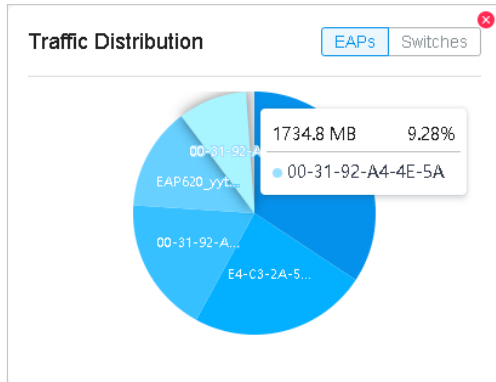 Traffic Distribution
EAPs
Switches
1734.8 MB 9.28%
00-31-92-A4-4E-5A
00-31-92-A
EAP620_yyt...
00-31-92-A...
E4-C3-2A-5...